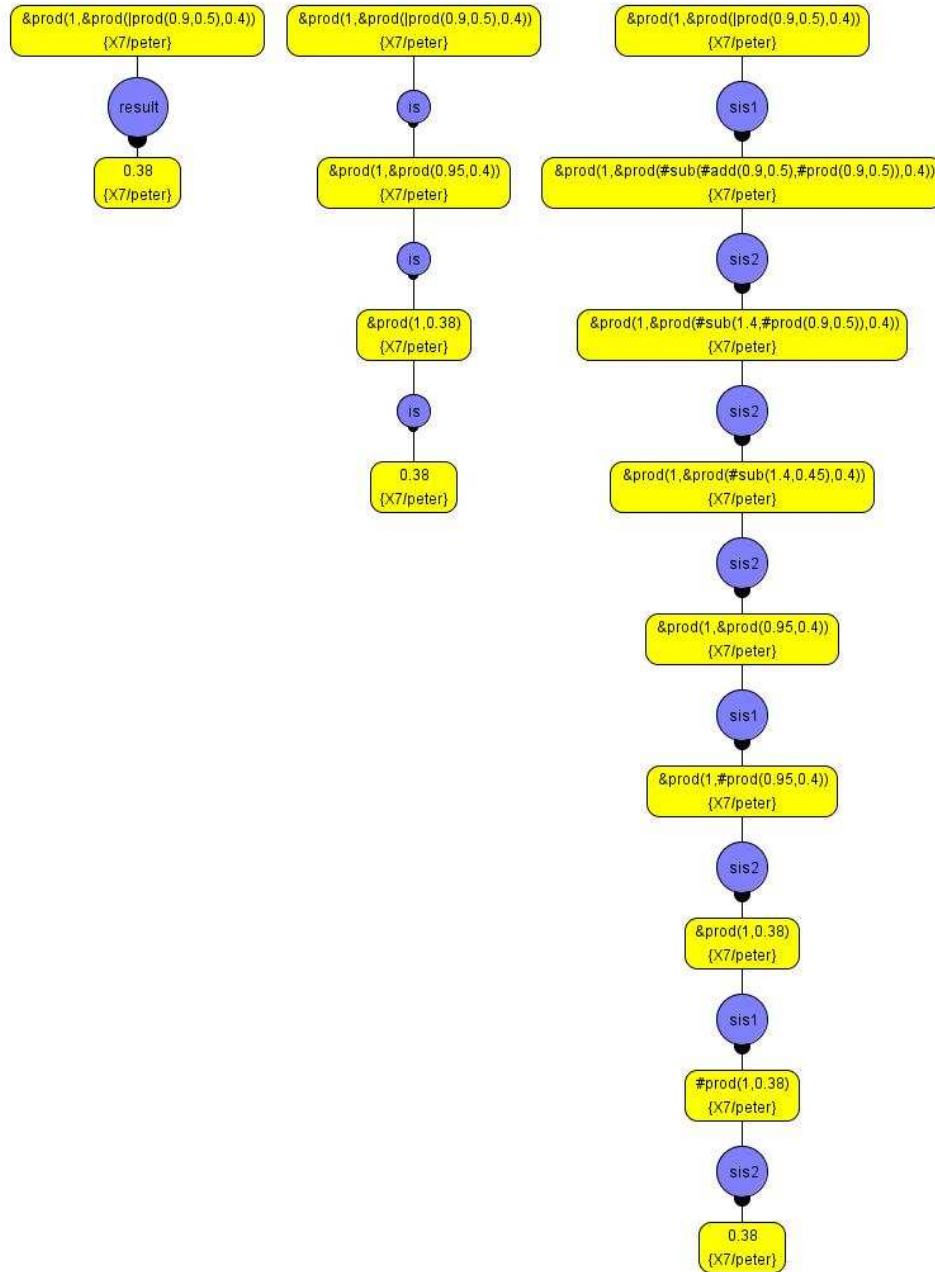 &prod(1,&prod(|prod(0.9,0.5),0.4))
{X7/peter}
result
0.38
{X7/peter}
&prod(1,&prod(|prod(0.9,0.5),0.4))
{X7/peter}
is
&prod(1,&prod(0.95,0.4))
{X7/peter}
is
&prod(1,0.38)
{X7/peter}
is
0.38
{X7/peter}
&prod(1,&prod(|prod(0.9,0.5),0.4))
{X7/peter}
sis1
&prod(1,&prod(#sub(#add(0.9,0.5),#prod(0.9,0.5)),0.4))
{X7/peter}
sis2
&prod(1,&prod(#sub(1.4,#prod(0.9,0.5)),0.4))
{X7/peter}
sis2
&prod(1,&prod(#sub(1.4,0.45),0.4))
{X7/peter}
sis2
&prod(1,&prod(0.95,0.4))
{X7/peter}
sis1
&prod(1,#prod(0.95,0.4))
{X7/peter}
sis2
&prod(1,0.38)
{X7/peter}
sis1
#prod(1,0.38)
{X7/peter}
sis2
0.38
{X7/peter}